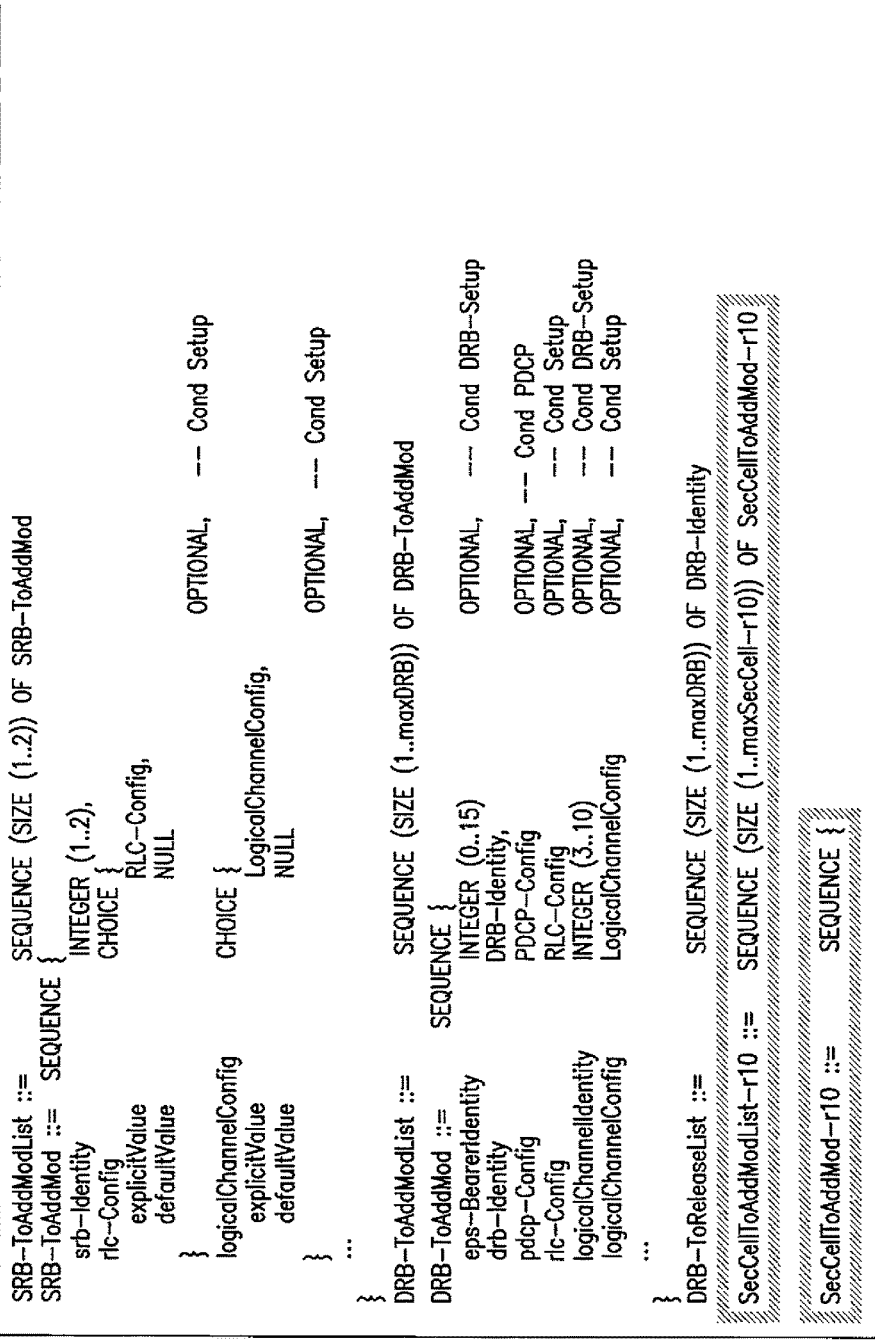 SRB-ToAddModList ::= SEQUENCE (SIZE (1..2)) OF SRB-ToAddMod
SRB-ToAddMod ::= SEQUENCE {
srb-Identity INTEGER (1..2),
rlc-Config CHOICE {
explicitValue RLC-Config,
defaultValue NULL
} OPTIONAL, -- Cond Setup
logicalChannelConfig CHOICE {
explicitValue LogicalChannelConfig,
defaultValue NULL
} OPTIONAL, -- Cond Setup
...
}
DRB-ToAddModList ::= SEQUENCE (SIZE (1..maxDRB)) OF DRB-ToAddMod
DRB-ToAddMod ::= SEQUENCE {
eps-BearerIdentity INTEGER (0..15) OPTIONAL, -- Cond DRB-Setup
drb-Identity DRB-Identity,
pdcp-Config PDCP-Config OPTIONAL, -- Cond PDCP
rlc-Config RLC-Config OPTIONAL, -- Cond Setup
logicalChannelIdentity INTEGER (3..10) OPTIONAL, -- Cond DRB-Setup
logicalChannelConfig LogicalChannelConfig OPTIONAL, -- Cond Setup
...
}
DRB-ToReleaseList ::= SEQUENCE (SIZE (1..maxDRB)) OF DRB-Identity
SecCellToAddModList-r10 ::= SEQUENCE (SIZE (1..maxSecCell-r10)) OF SecCellToAddMod-r10
SecCellToAddMod-r10 ::= SEQUENCE {